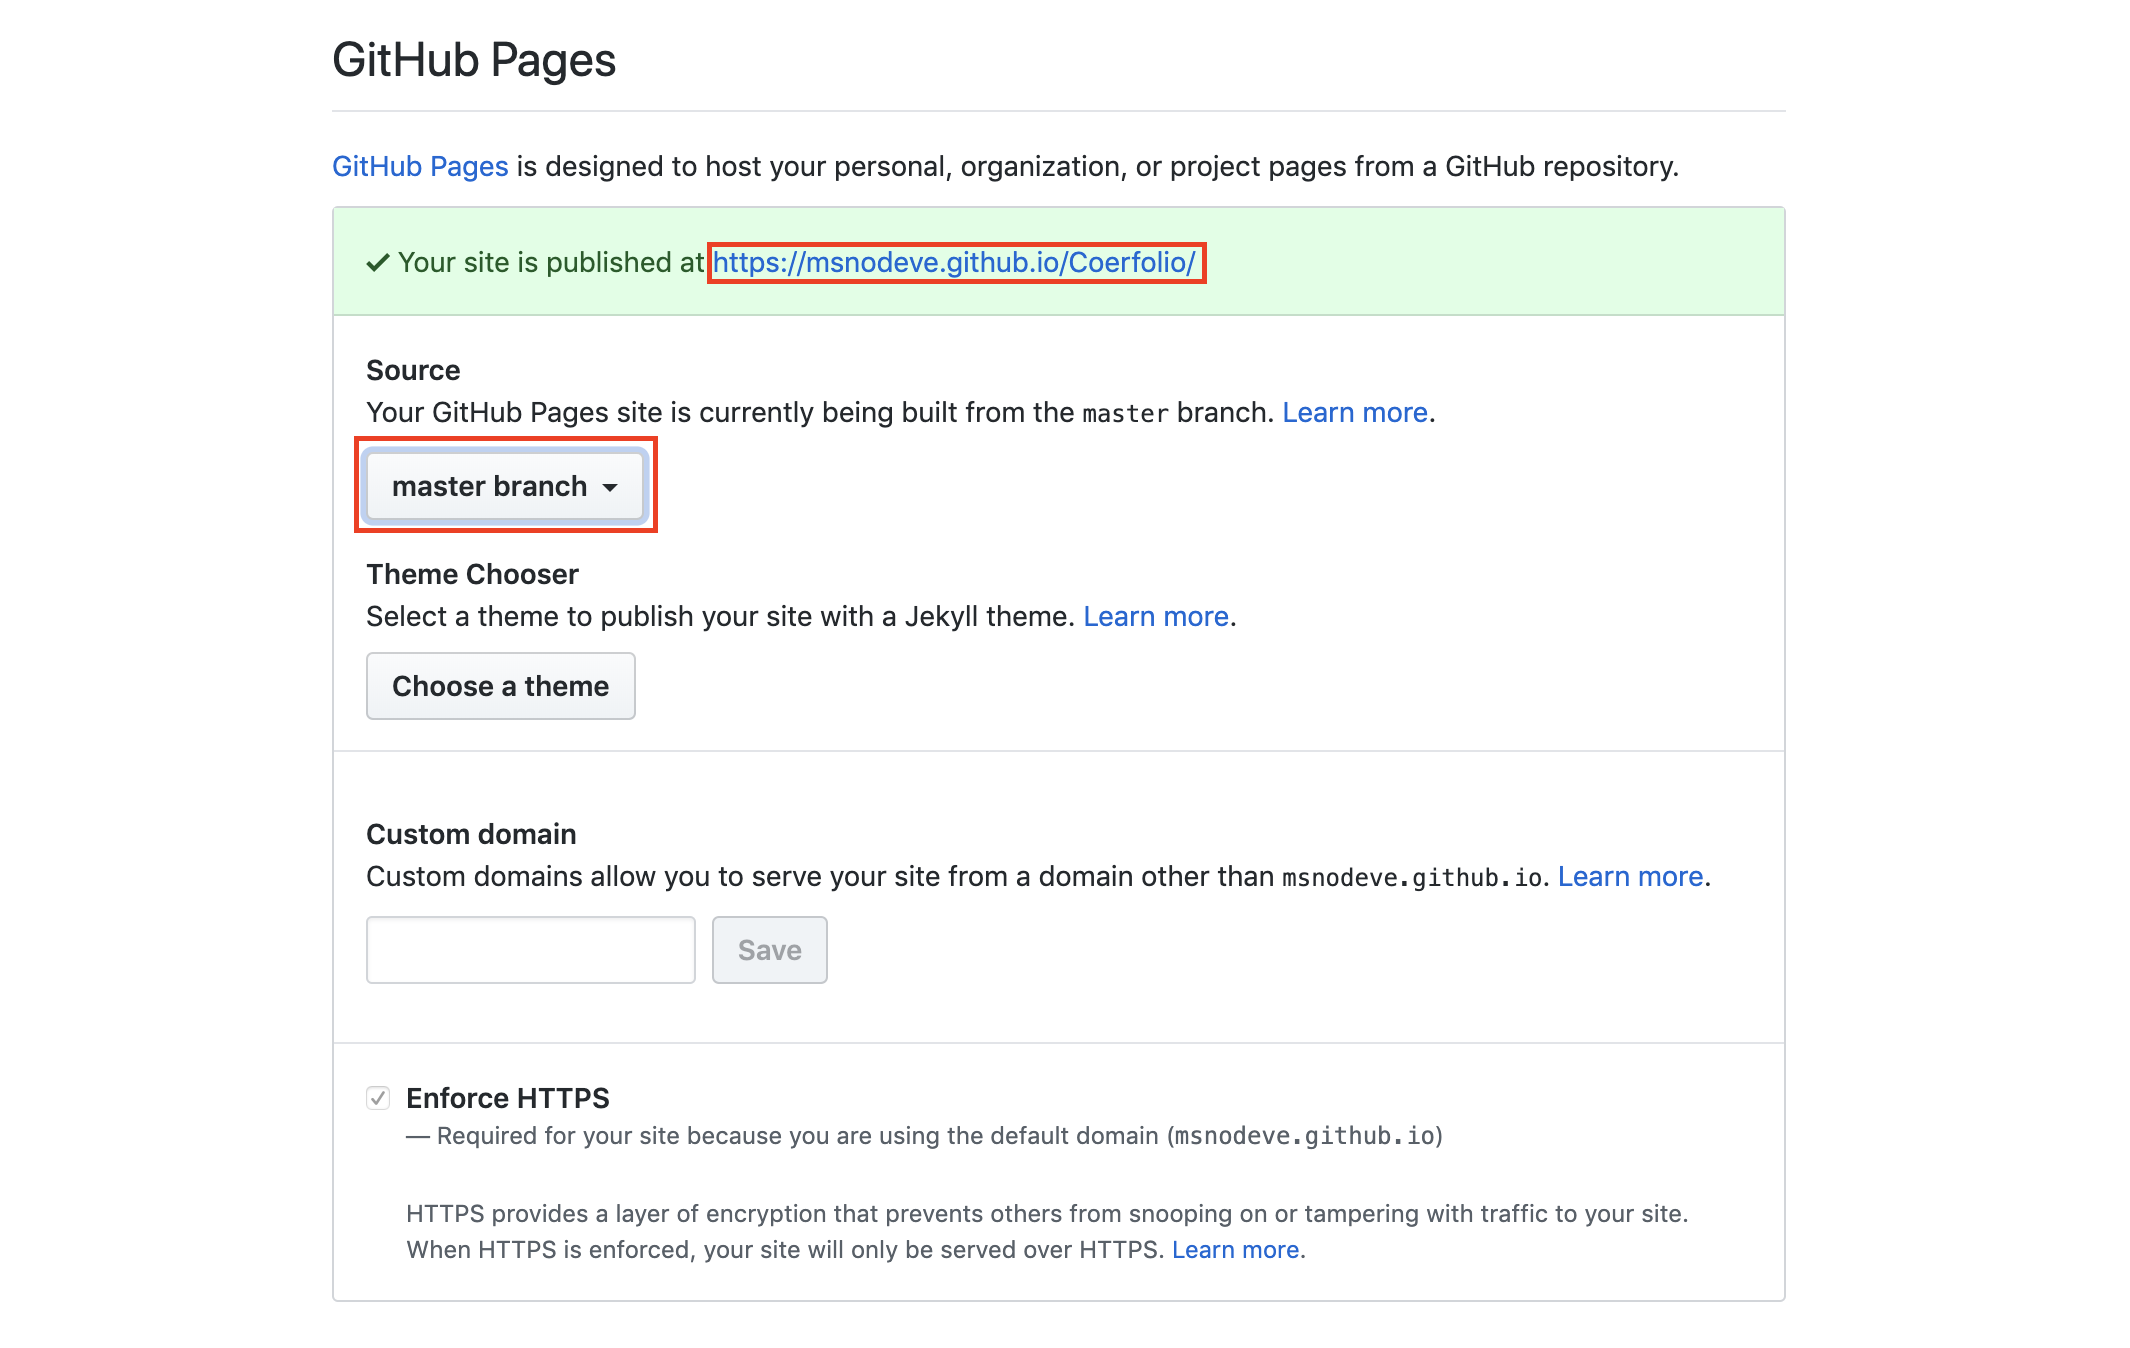 GitHub Pages
GitHub Pages is designed to host your personal, organization, or project pages from a GitHub repository.
Your site is published at https://msnodeve.github.io/Coerfolio/
Source
Your GitHub Pages site is currently being built from the master branch. Learn more.
master branch
Theme Chooser
Select a theme to publish your site with a Jekyll theme. Learn more.
Choose a theme
Custom domain
Custom domains allow you to serve your site from a domain other than msnodeve.github.io. Learn more.
Save
Enforce HTTPS
— Required for your site because you are using the default domain (msnodeve.github.io)
HTTPS provides a layer of encryption that prevents others from snooping on or tampering with traffic to your site.
When HTTPS is enforced, your site will only be served over HTTPS. Learn more.